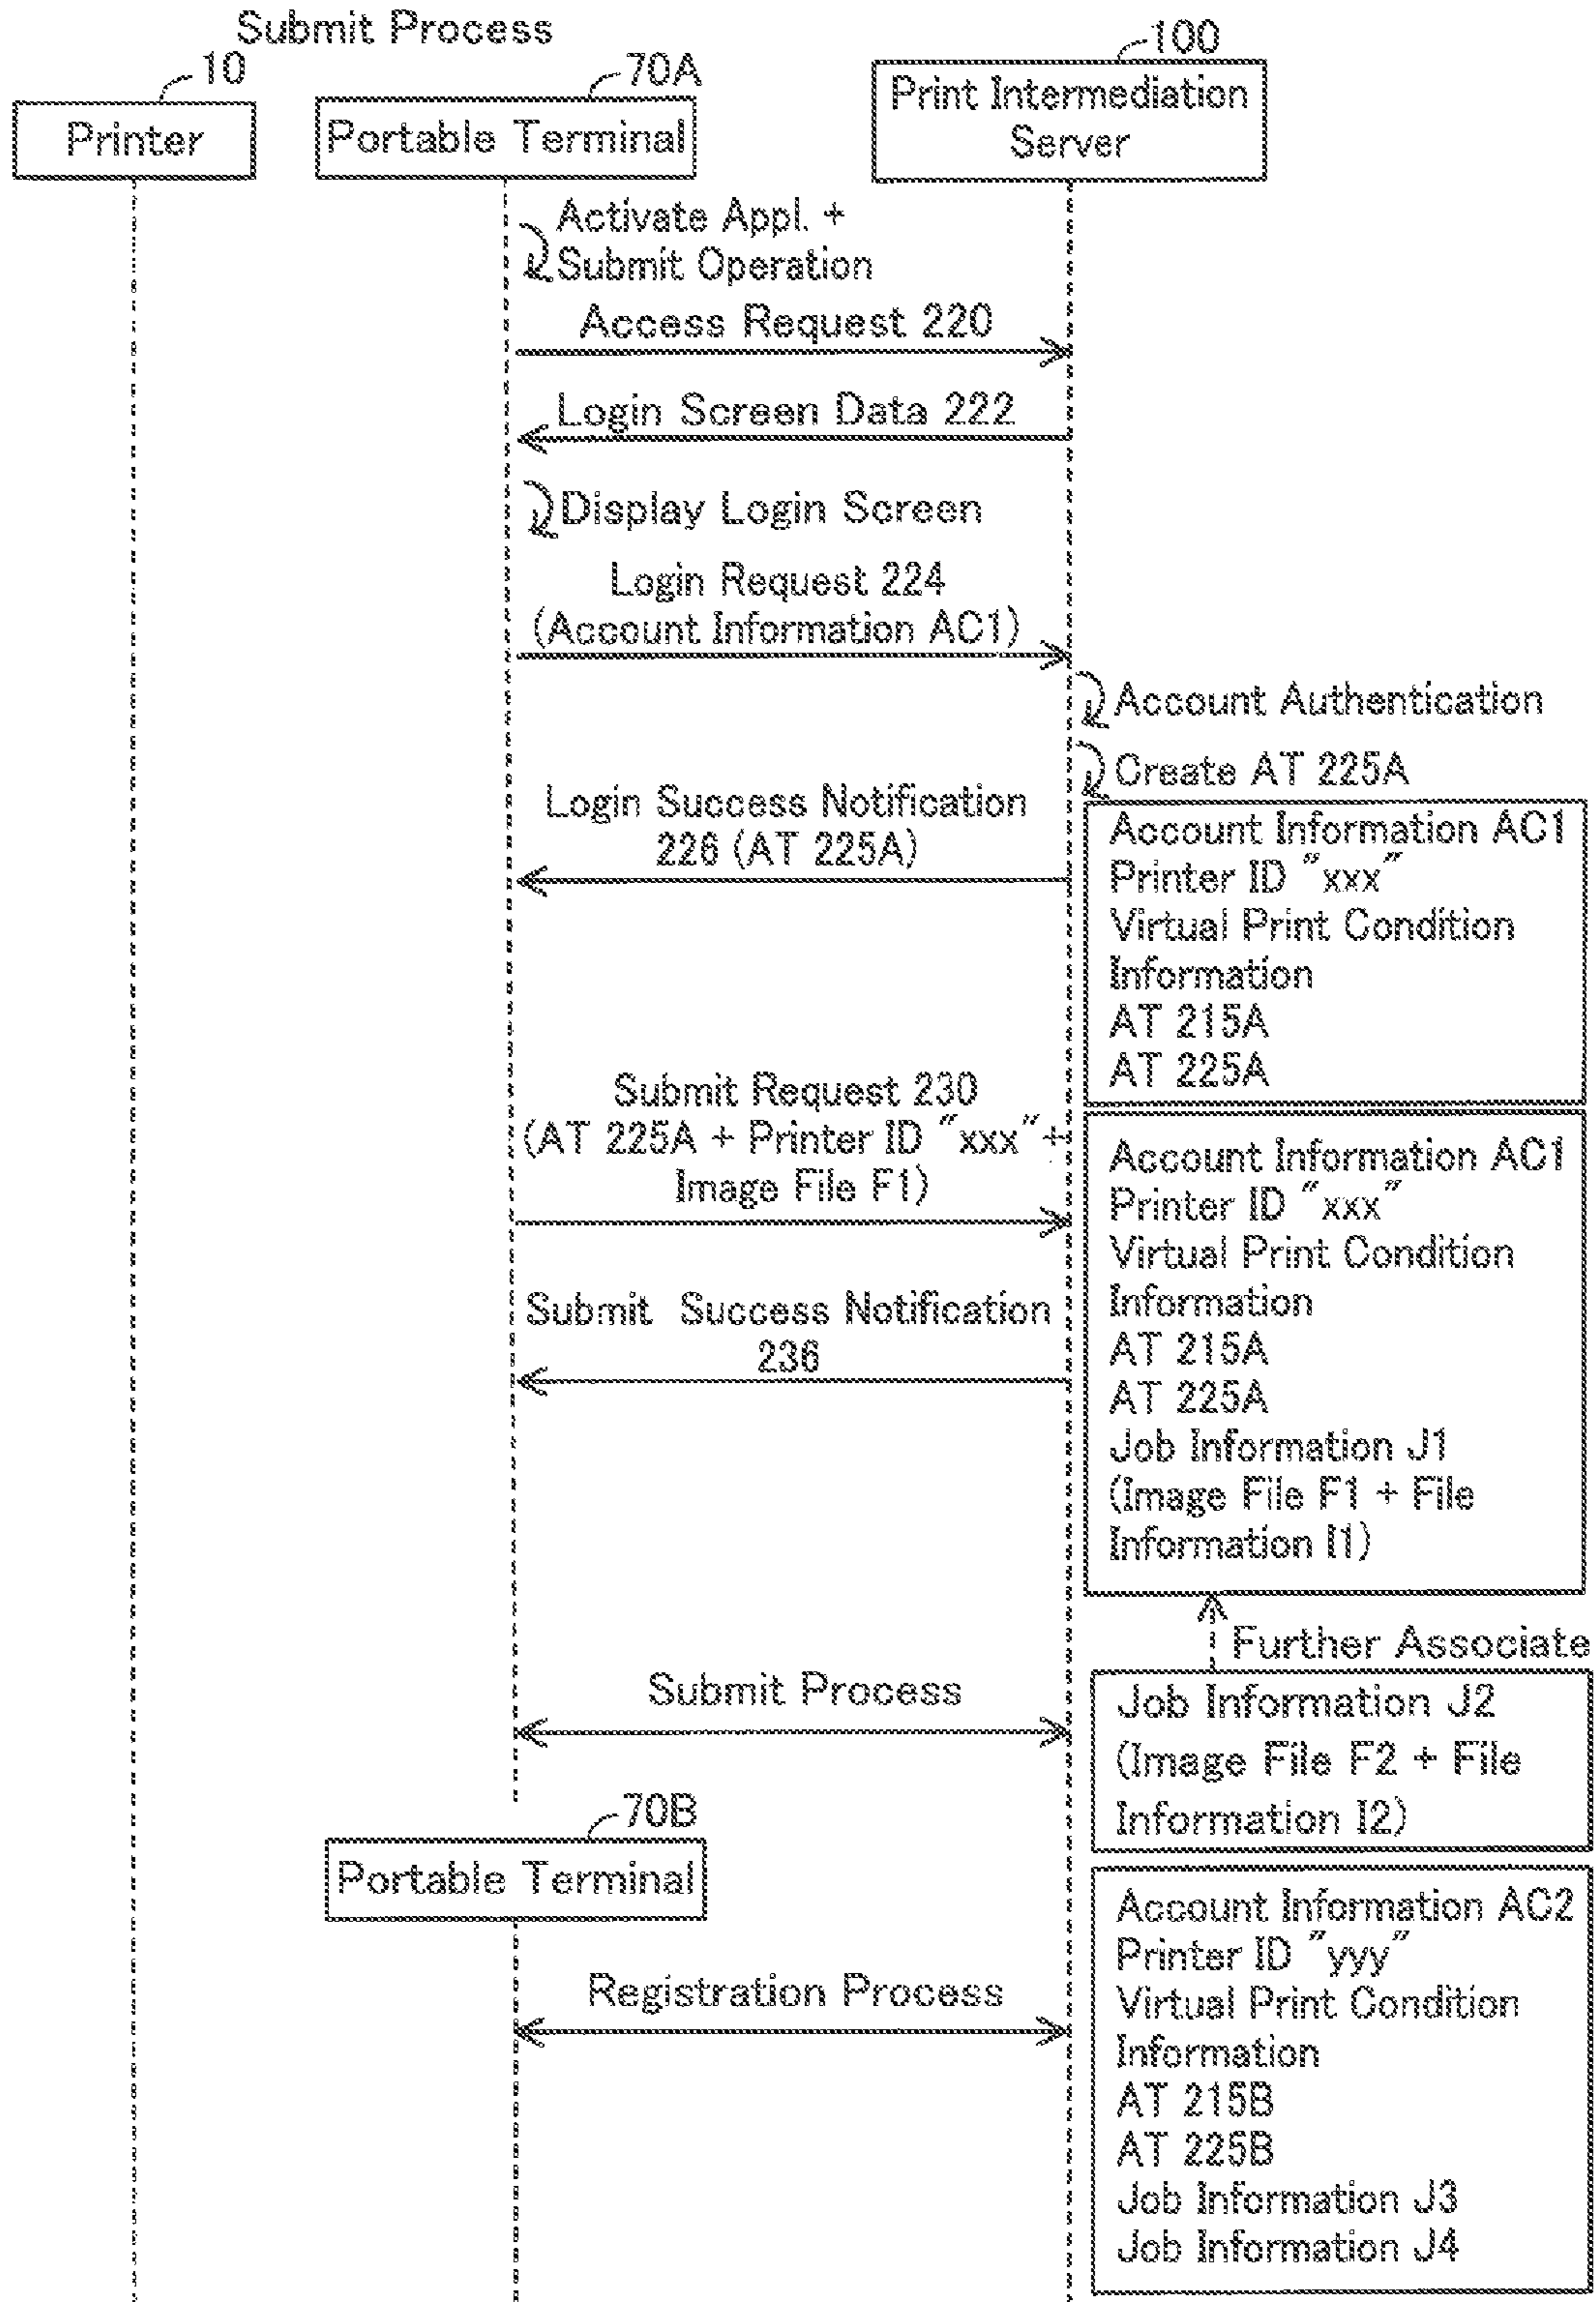 Submit Process
10
70A
100
Printer
Portable Terminal
Print Intermediation
Server
Activate Appl. +
Submit Operation
Access Request 220
Login Screen Data 222
Display Login Screen
Login Request 224
(Account Information AC1)
Account Authentication
Create AT 225A
Login Success Notification
226 (AT 225A)
Account Information AC1
Printer ID "xxx"
Virtual Print Condition
Information
AT 215A
AT 225A
Submit Request 230
(AT 225A + Printer ID "xxx"+
Image File F1)
Submit Success Notification
236
Account Information AC1
Printer ID "xxx"
Virtual Print Condition
Information
AT 215A
AT 225A
Job Information J1
(Image File F1 + File
Information I1)
Further Associate
Submit Process
Job Information J2
(Image File F2 + File
Information I2)
70B
Portable Terminal
Registration Process
Account Information AC2
Printer ID "yyy"
Virtual Print Condition
Information
AT 215B
AT 225B
Job Information J3
Job Information J4